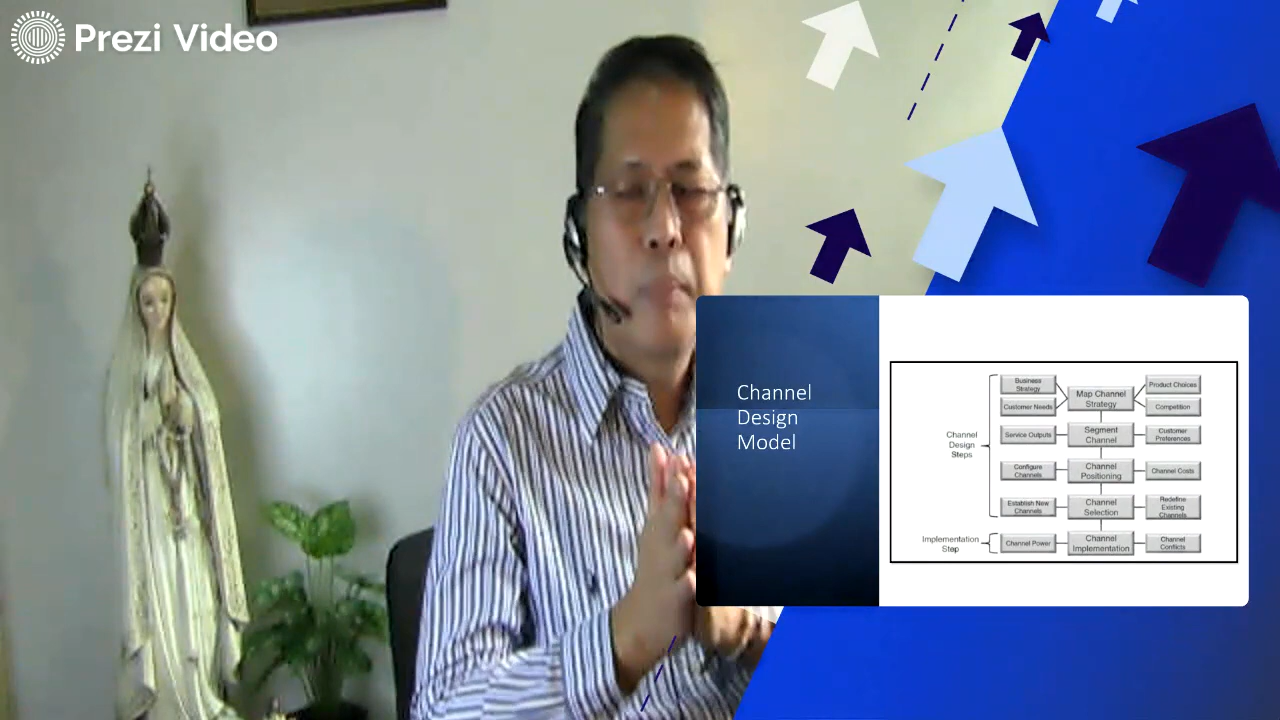 Prezi Video
Channel
Design
Model
Channel
Design
Steps
Business
Strategy
Customer Needs
Map Channel
Strategy
Product Choices
Competition
Service Outputs
Segment
Channel
Customer
Preferences
Configure
Channels
Channel
Positioning
Channel Costs
Establish New
Channels
Channel
Selection
Redefine
Existing
Channels
Implementation
Step
Channel Power
Channel
Implementation
Channel
Conflicts